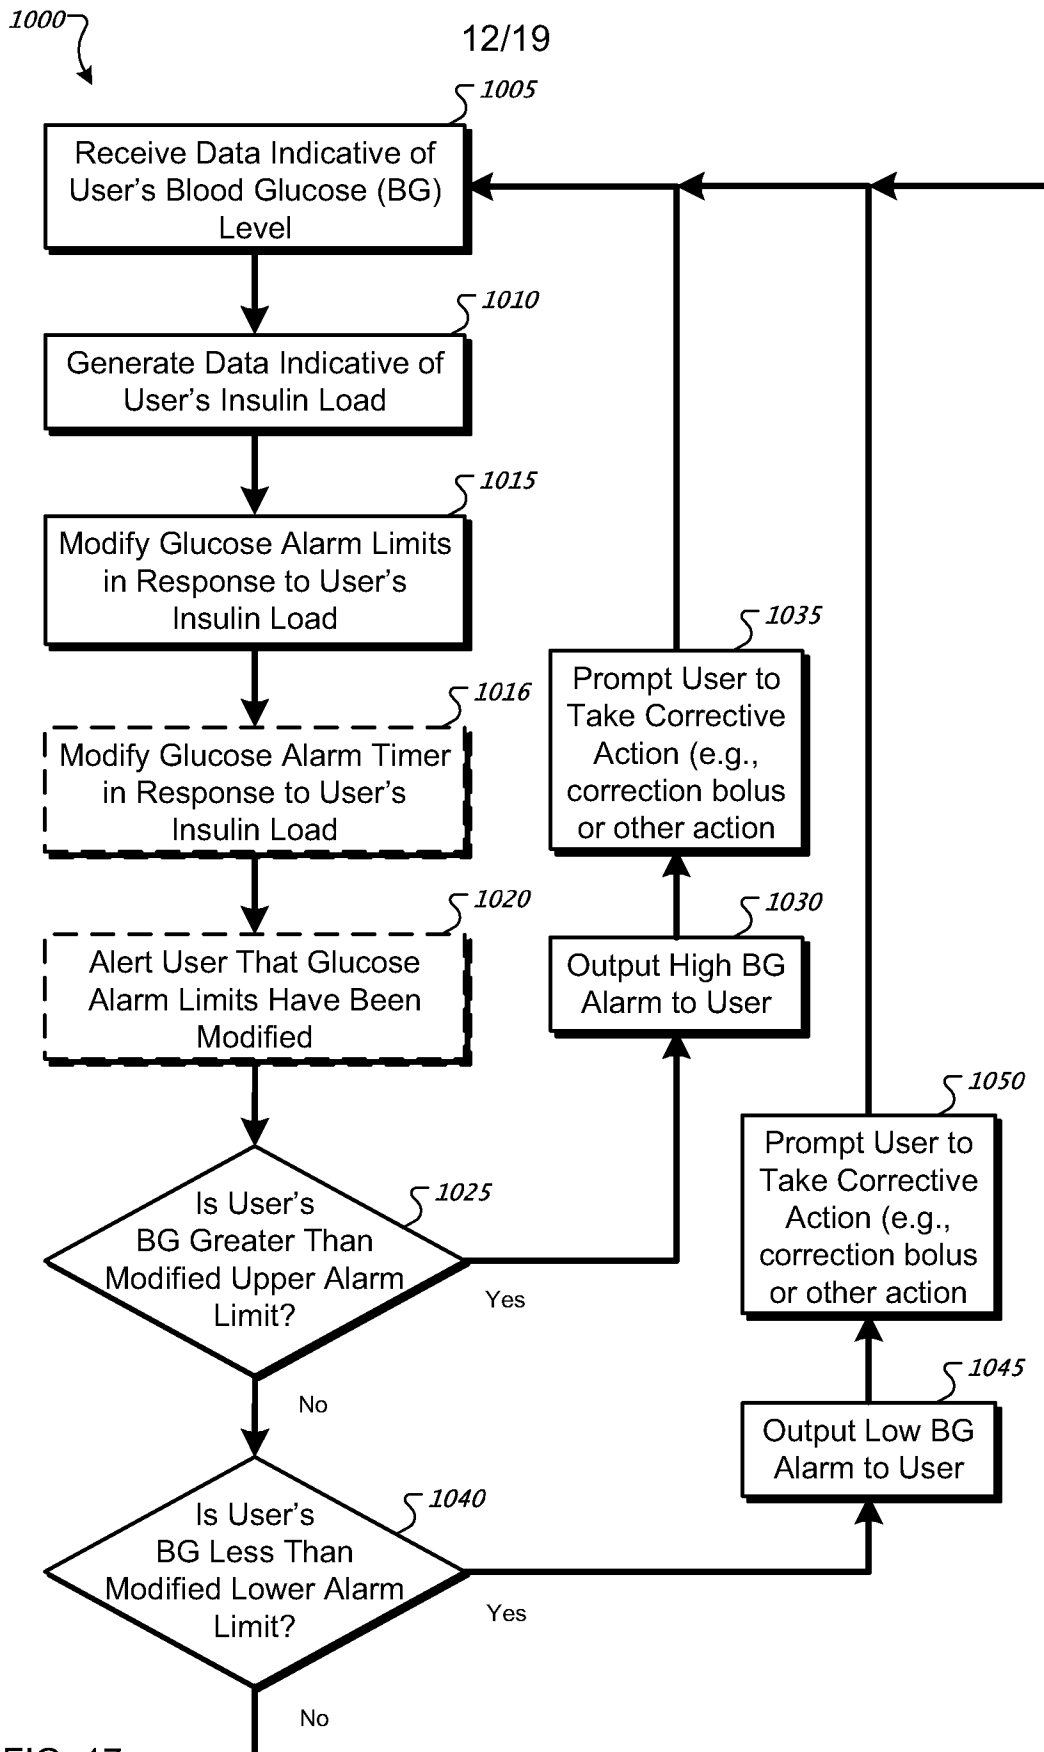 1000
12/19
1005
Receive Data Indicative of
User's Blood Glucose (BG)
Level
1010
Generate Data Indicative of
User's Insulin Load
1015
Modify Glucose Alarm Limits
in Response to User's
Insulin Load
1016
Modify Glucose Alarm Timer
in Response to User's
Insulin Load
1020
Alert User That Glucose
Alarm Limits Have Been
Modified
1025
Is User's
BG Greater Than
Modified Upper Alarm
Limit?
Yes
No
1030
Output High BG
Alarm to User
1035
Prompt User to
Take Corrective
Action (e.g.,
correction bolus
or other action
1040
Is User's
BG Less Than
Modified Lower Alarm
Limit?
Yes
No
1045
Output Low BG
Alarm to User
1050
Prompt User to
Take Corrective
Action (e.g.,
correction bolus
or other action